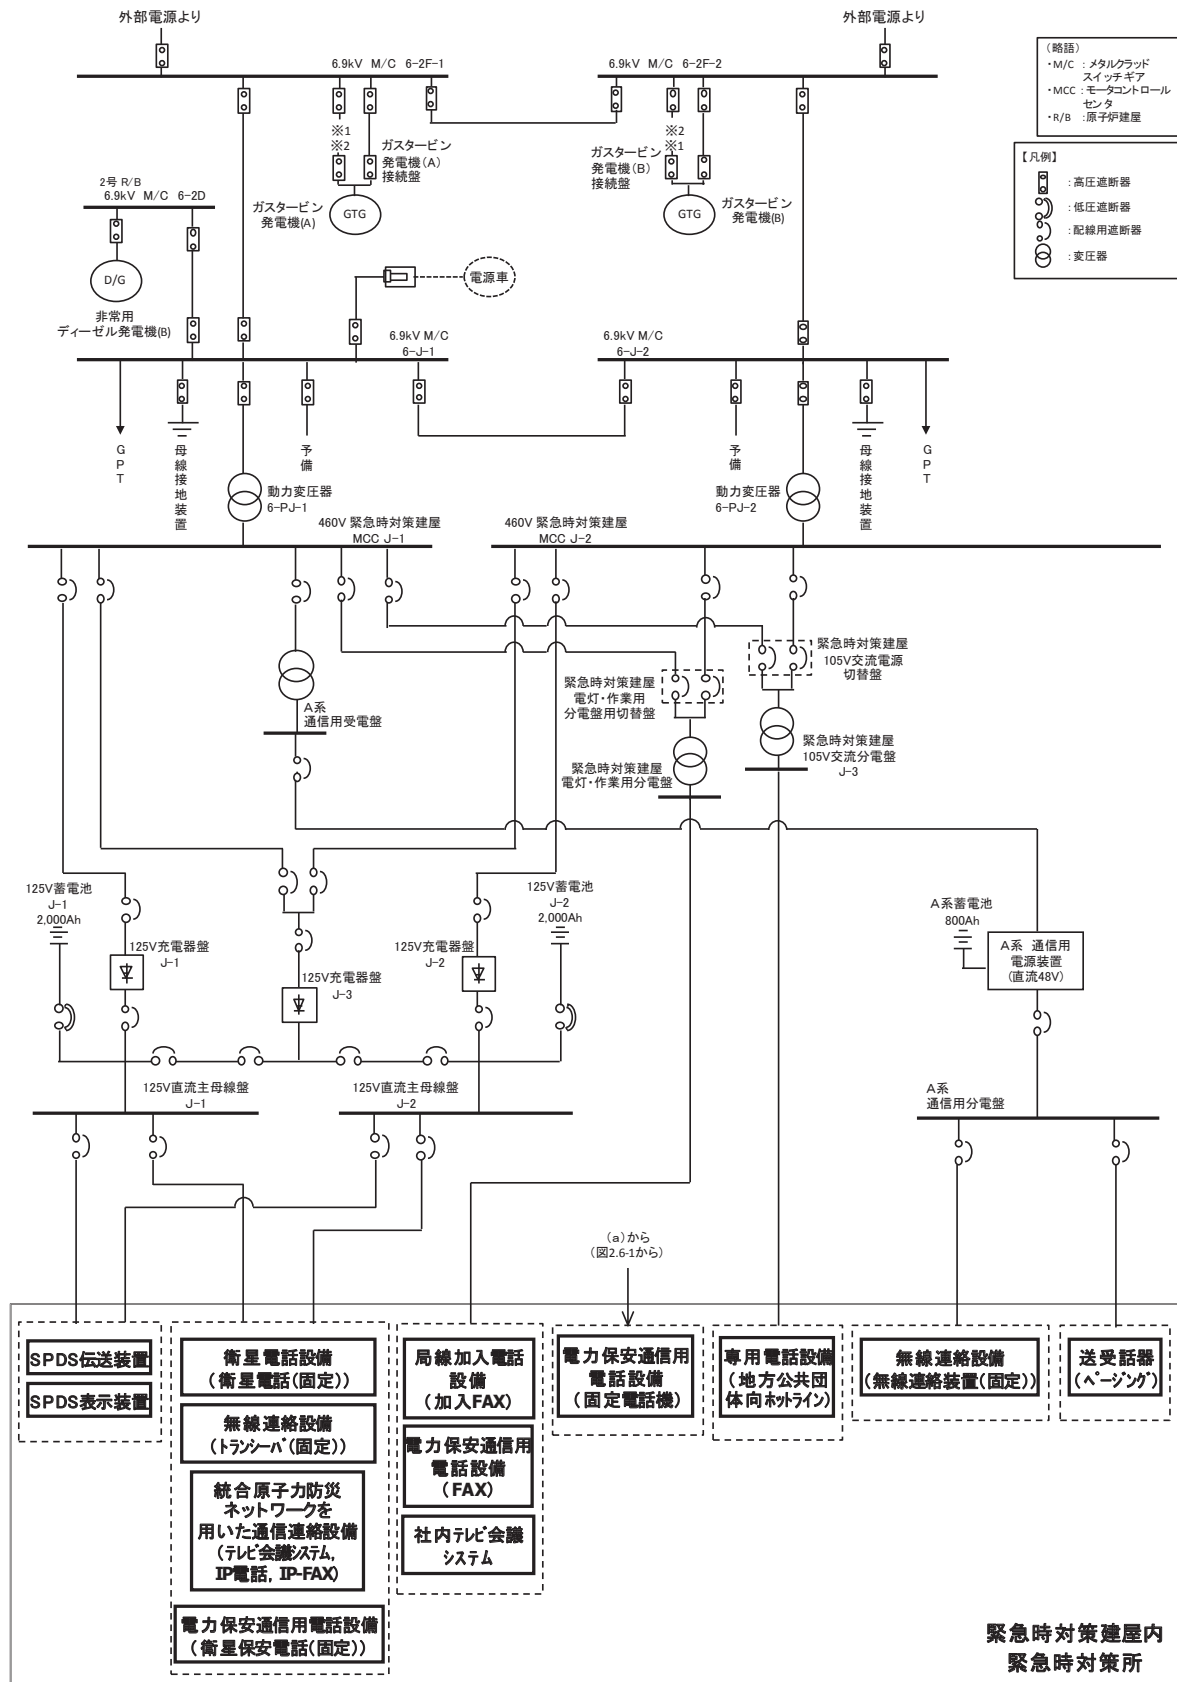 外部電源より
外部電源より
6.9kV M/C 6-2F-1
6.9kV M/C 6-2F-2
(略語)
・M/C : メタルクラッド
スイッチギア
・MCC : モータコントロール
センタ
・R/B : 原子炉建屋
【凡例】
: 高圧遮断器
: 低圧遮断器
: 配線用遮断器
: 変圧器
※1
※2
ガスタービン
発電機(A)
接続盤
※2
※1
ガスタービン
発電機(B)
接続盤
2号 R/B
6.9kV M/C 6-2D
ガスタービン
発電機(A)
GTG
GTG
ガスタービン
発電機(B)
D/G
非常用
ディーゼル発電機(B)
電源車
6.9kV M/C
6-J-1
6.9kV M/C
6-J-2
GPT
母線接地装置
予備
予備
母線接地装置
GPT
動力変圧器
6-PJ-1
動力変圧器
6-PJ-2
460V 緊急時対策建屋
MCC J-1
460V 緊急時対策建屋
MCC J-2
緊急時対策建屋
105V交流電源
切替盤
緊急時対策建屋
電灯・作業用
分電盤用切替盤
A系
通信用受電盤
緊急時対策建屋
105V交流分電盤
J-3
緊急時対策建屋
電灯・作業用分電盤
125V蓄電池
J-1
2,000Ah
125V充電器盤
J-1
125V充電器盤
J-3
125V充電器盤
J-2
125V蓄電池
J-2
2,000Ah
A系蓄電池
800Ah
A系 通信用
電源装置
(直流48V)
125V直流主母線盤
J-1
125V直流主母線盤
J-2
A系
通信用分電盤
(a)から
(図2.6-1から)
SPDS伝送装置
SPDS表示装置
衛星電話設備
(衛星電話(固定))
無線連絡設備
(トランシーバ(固定))
統合原子力防災
ネットワークを
用いた通信連絡設備
(テレビ会議システム,
IP電話, IP-FAX)
電力保安通信用電話設備
(衛星保安電話(固定))
局線加入電話
設備
(加入FAX)
電力保安通信用
電話設備
(FAX)
社内テレビ会議
システム
電力保安通信用
電話設備
(固定電話機)
専用電話設備
(地方公共団
体向ホットライン)
無線連絡設備
(無線連絡装置(固定))
送受話器
(ページング)
緊急時対策建屋内
緊急時対策所